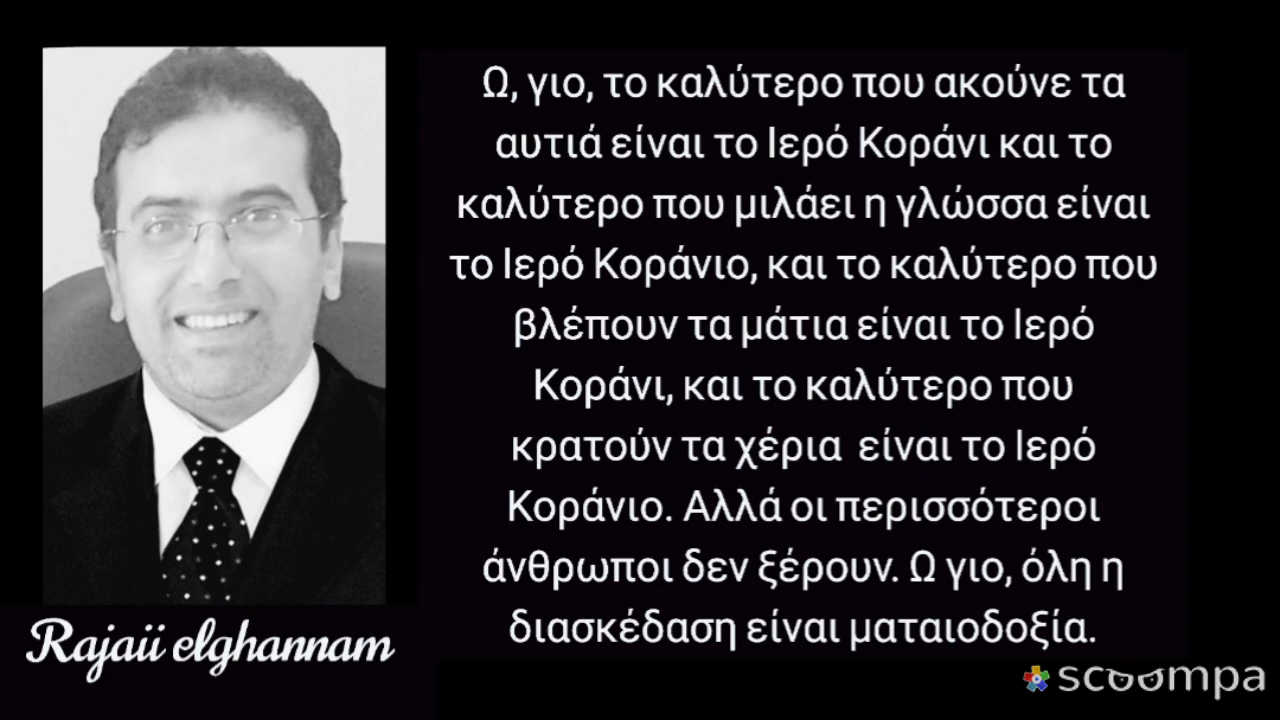 Ω, γιο, το καλύτερο που ακούνε τα
αυτιά είναι το Ιερό Κοράνι και το
καλύτερο που μιλάει η γλώσσα είναι
το Ιερό Κοράνιο, και το καλύτερο που
βλέπουν τα μάτια είναι το Ιερό
Κοράνι, και το καλύτερο που
κρατούν τα χέρια είναι το Ιερό
Κοράνιο. Αλλά οι περισσότεροι
άνθρωποι δεν ξέρουν. Ω γιο, όλη η
διασκέδαση είναι ματαιοδοξία.
Rajaii elghannam
scoompa